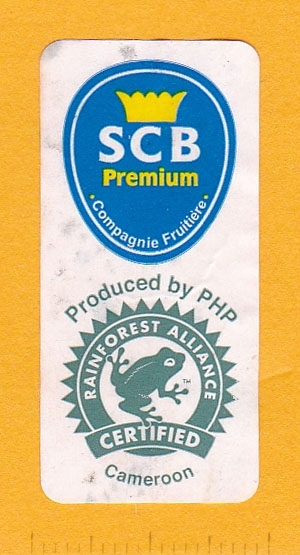 SCB
Premium
• Compagnie Fruitière •
Produced by PHP
RAINFOREST ALLIANCE
TM
CERTIFIED
Cameroon